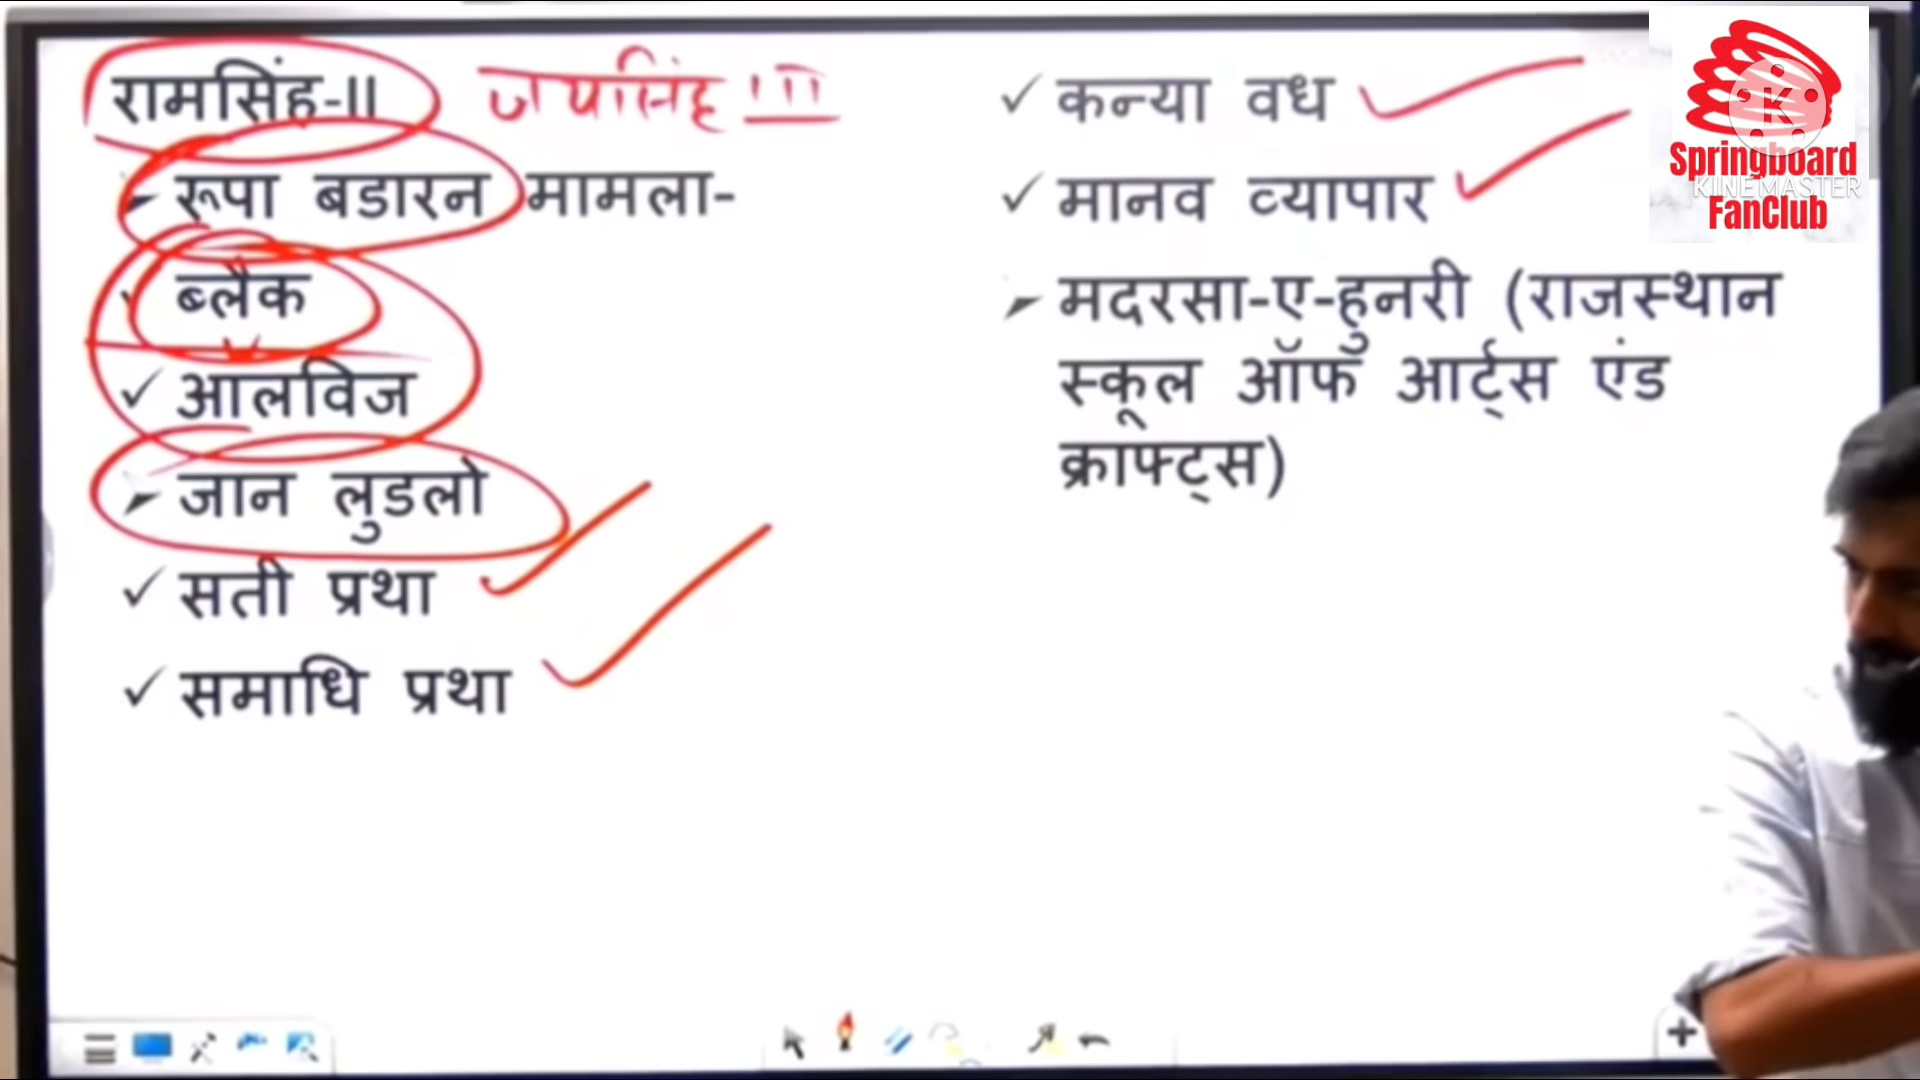 रामसिंह-II जयसिंह III
रूपा बडारन मामला-
ब्लैक
आलविज
जान लुडलो
सती प्रथा
समाधि प्रथा
कन्या वध
मानव व्यापार
मदरसा-ए-हुनरी (राजस्थान
स्कूल ऑफ आर्ट्स एंड
क्राफ्ट्स)
K
Springboard
KINEMASTER
FanClub